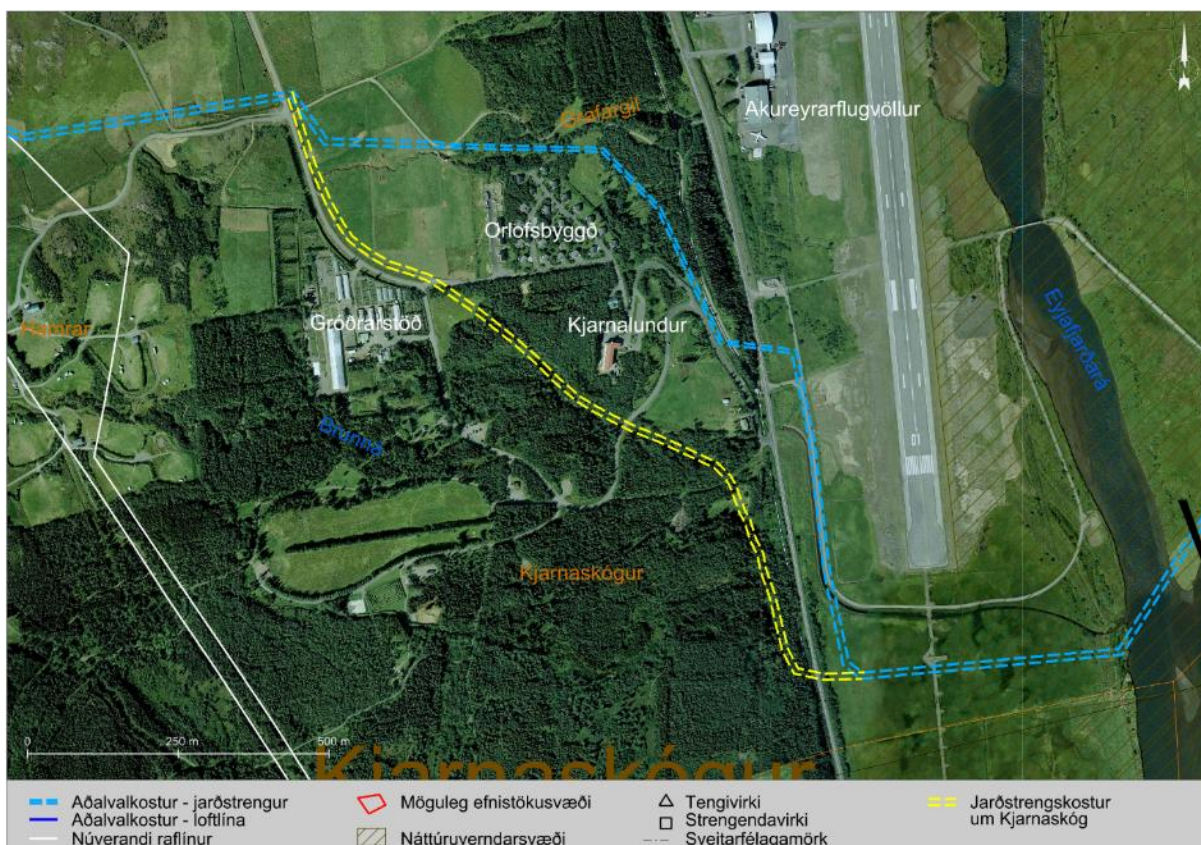 Akureyrarflugvöllur
Orlofsbyggð
Gróðrarstöð
Kjarnalundur
Hamrar
Eyjafjarðará
Brunná
Kjarnaskógur
0
250 m
500 m
Kjarnaskógur
Aðalvalkostur - jarðstrengur
Aðalvalkostur - loftlína
Núverandi raflínur
Möguleg efnistökusvæði
Náttúruverndarsvæði
Tengivirki
Strengendavirki
Sveitarfélagamörk
Jarðstrengskostur
um Kjarnaskóg